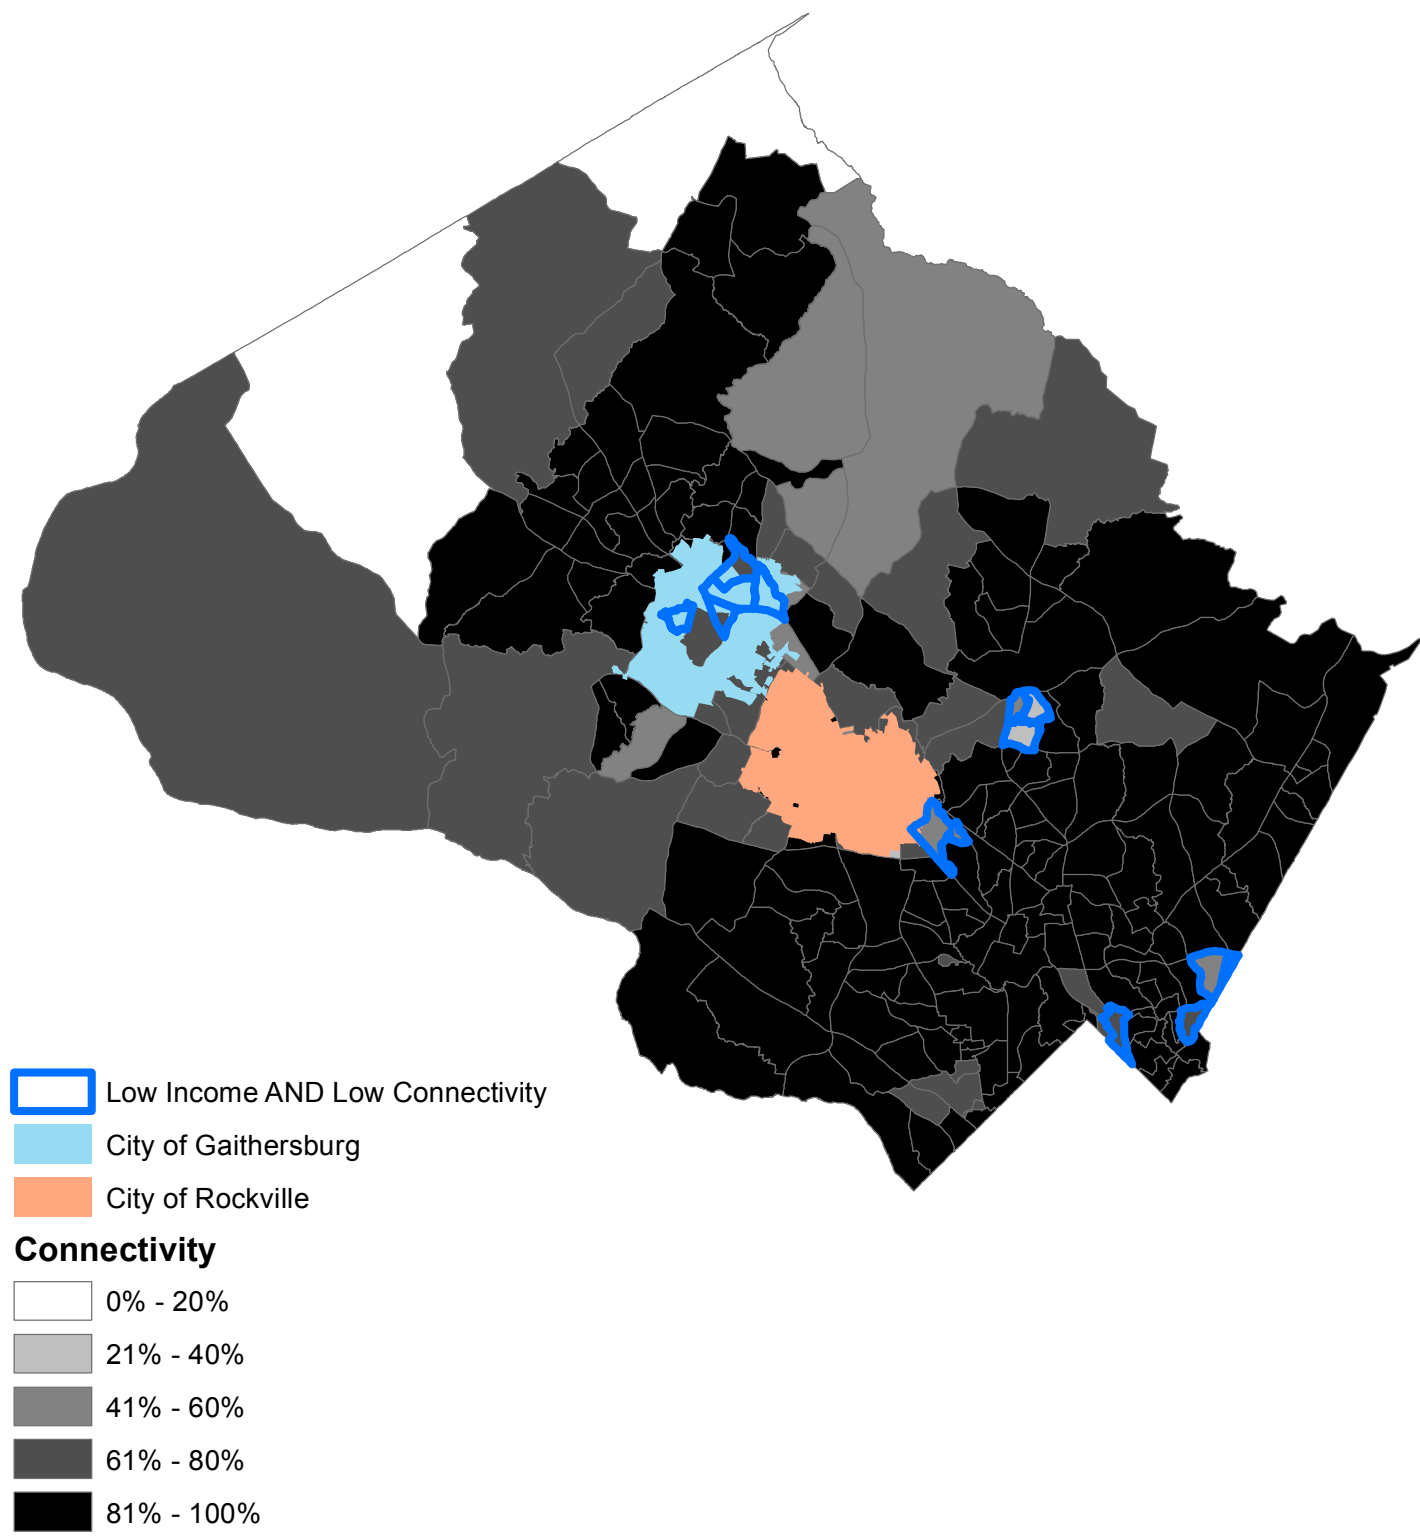 Low Income AND Low Connectivity
City of Gaithersburg
City of Rockville
Connectivity
0% - 20%
21% - 40%
41% - 60%
61% - 80%
81% - 100%